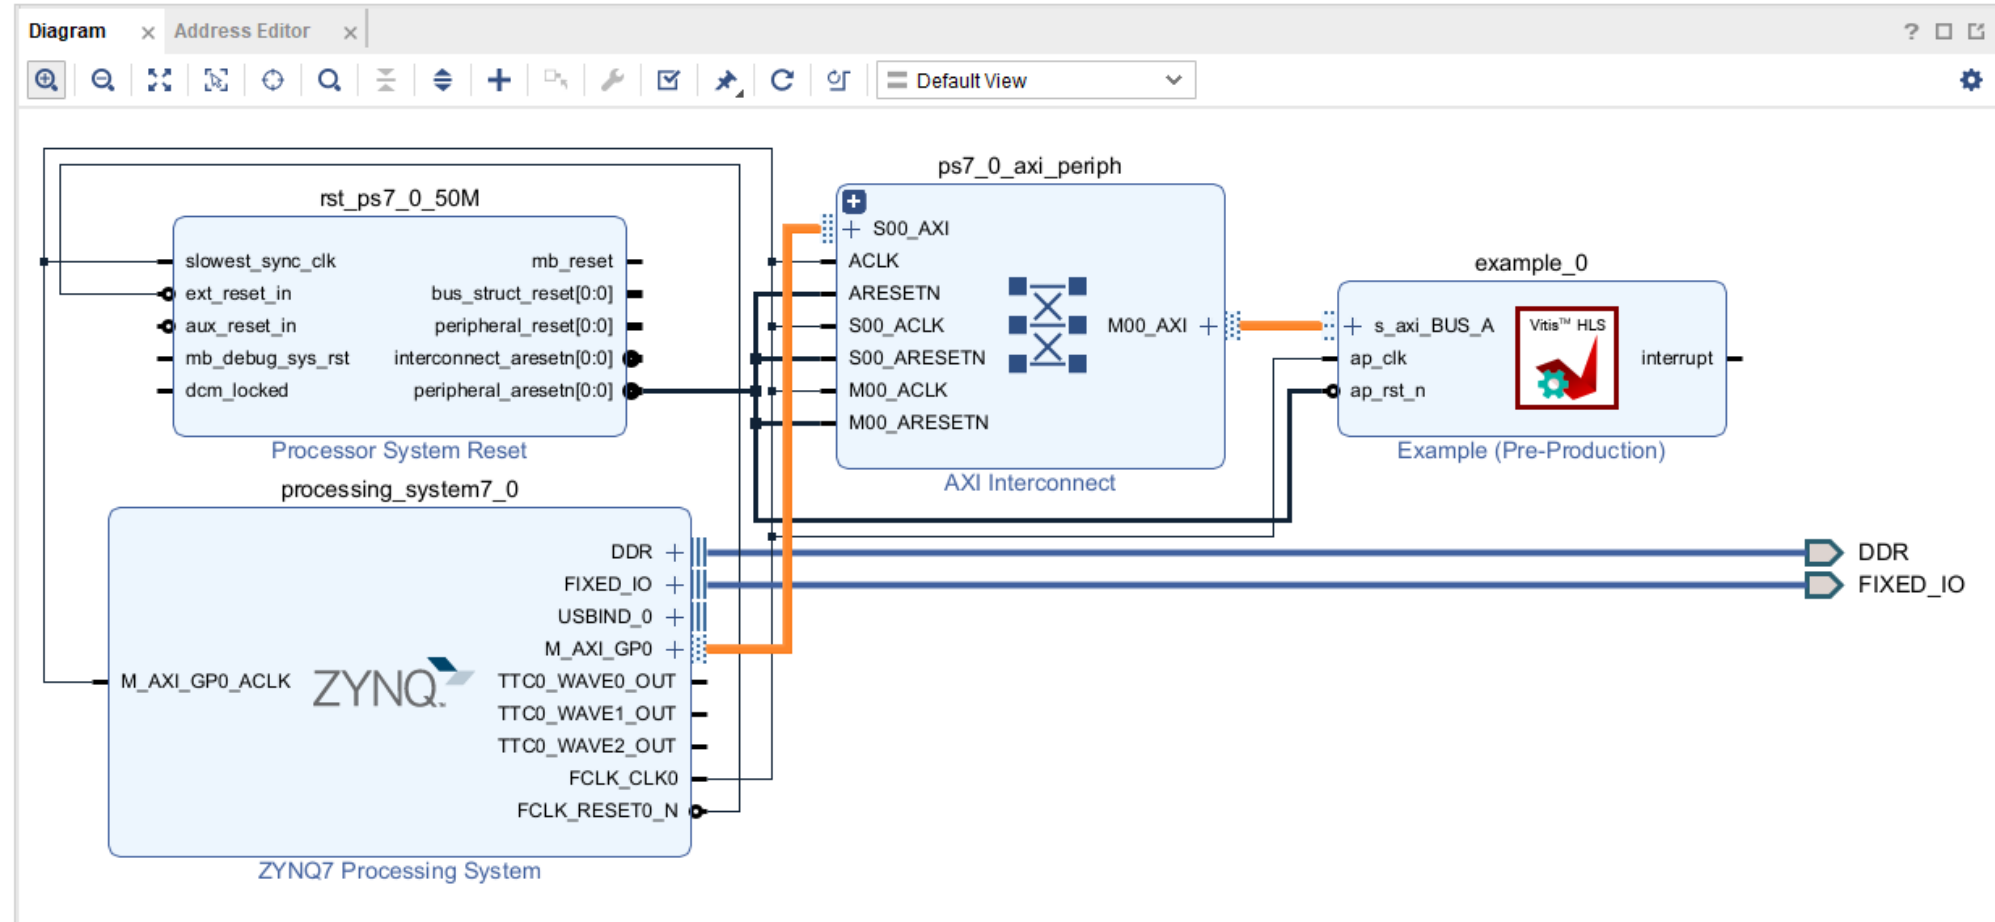 Diagram
Address Editor
Default View
rst_ps7_0_50M
slowest_sync_clk
ext_reset_in
aux_reset_in
mb_debug_sys_rst
dcm_locked
mb_reset
bus_struct_reset[0:0]
peripheral_reset[0:0]
interconnect_aresetn[0:0]
peripheral_aresetn[0:0]
Processor System Reset
ps7_0_axi_periph
S00_AXI
ACLK
ARESETN
S00_ACLK
S00_ARESETN
M00_ACLK
M00_ARESETN
M00_AXI
AXI Interconnect
example_0
s_axi_BUS_A
ap_clk
ap_rst_n
Vitis™ HLS
interrupt
Example (Pre-Production)
processing_system7_0
M_AXI_GP0_ACLK
ZYNQ™
DDR
FIXED_IO
USBIND_0
M_AXI_GP0
TTC0_WAVE0_OUT
TTC0_WAVE1_OUT
TTC0_WAVE2_OUT
FCLK_CLK0
FCLK_RESET0_N
ZYNQ7 Processing System
DDR
FIXED_IO